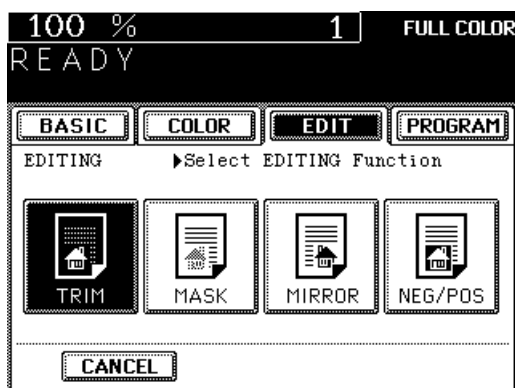 100 % 1 FULL COLOR
READY
BASIC COLOR EDIT PROGRAM
EDITING ▶Select EDITING Function
TRIM MASK MIRROR NEG/POS
CANCEL